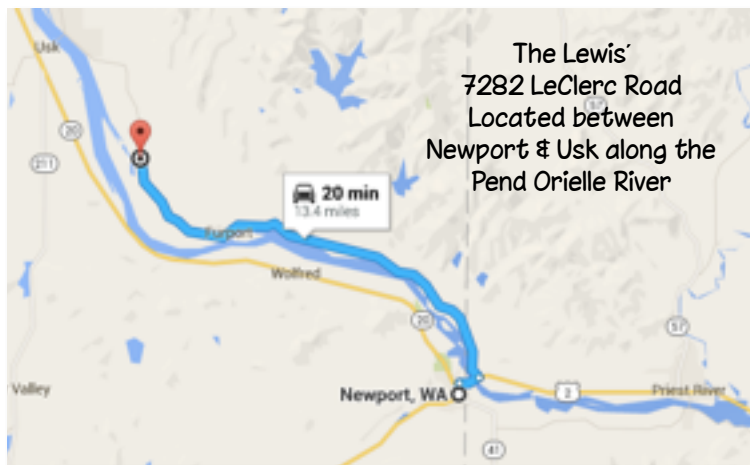 The Lewis'
7282 LeClerc Road
Located between
Newport & Usk along the
Pend Orielle River
Usk
20
57
211
20 min
13.4 miles
Furport
Wolfred
20
57
Valley
Newport, WA
2
Priest River
41